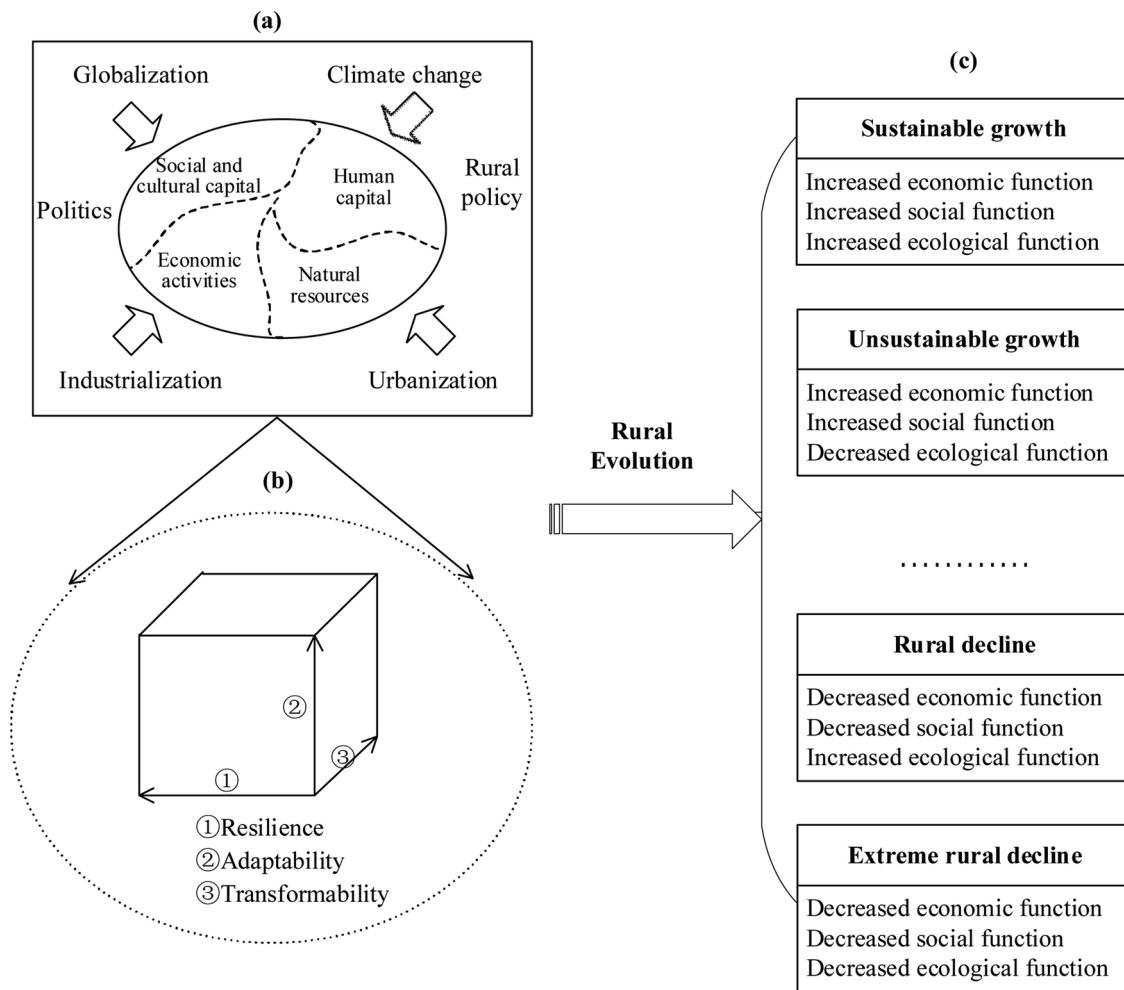 (a)
Globalization
Climate change
Social and
cultural capital
Human
capital
Rural
policy
Politics
Economic
activities
Natural
resources
Industrialization
Urbanization
(b)
②
③
①
①Resilience
②Adaptability
③Transformability
Rural
Evolution
(c)
Sustainable growth
Increased economic function
Increased social function
Increased ecological function
Unsustainable growth
Increased economic function
Increased social function
Decreased ecological function
............
Rural decline
Decreased economic function
Decreased social function
Increased ecological function
Extreme rural decline
Decreased economic function
Decreased social function
Decreased ecological function